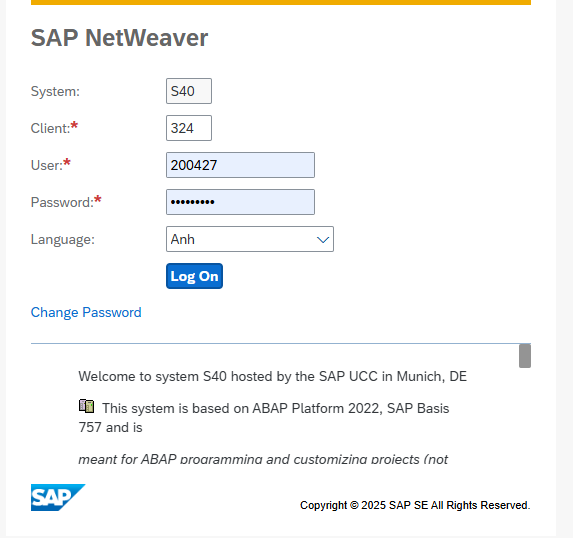 SAP NetWeaver
System: S40
Client:* 324
User:* 200427
Password:* •••••••••
Language: Anh
Log On
Change Password
Welcome to system S40 hosted by the SAP UCC in Munich, DE
This system is based on ABAP Platform 2022, SAP Basis
757 and is
meant for ABAP programming and customizing projects (not
SAP
Copyright © 2025 SAP SE All Rights Reserved.